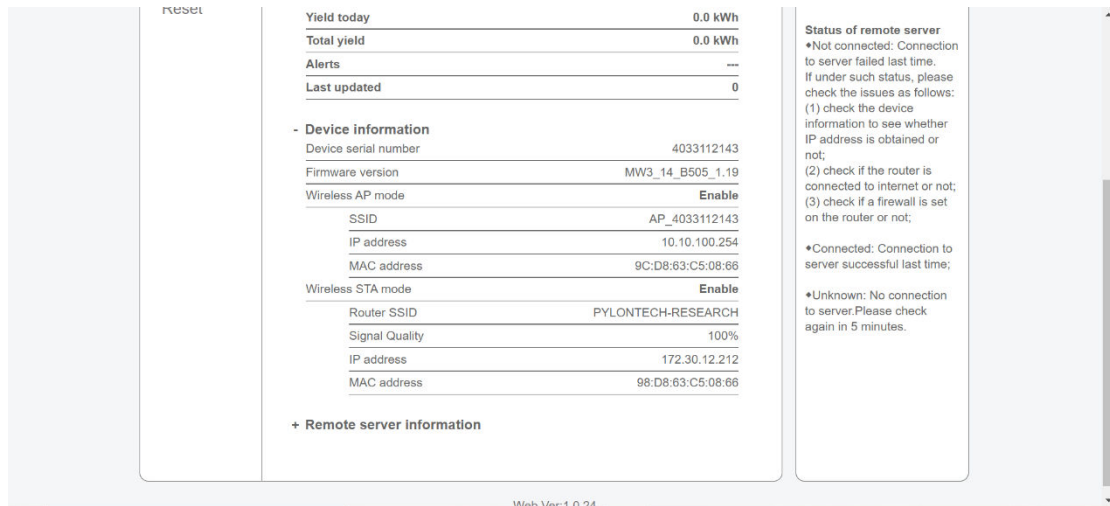 Reset
Yield today 0.0 kWh
Total yield 0.0 kWh
Alerts ---
Last updated 0
- Device information
Device serial number 4033112143
Firmware version MW3_14_B505_1.19
Wireless AP mode Enable
SSID AP_4033112143
IP address 10.10.100.254
MAC address 9C:D8:63:C5:08:66
Wireless STA mode Enable
Router SSID PYLONTECH-RESEARCH
Signal Quality 100%
IP address 172.30.12.212
MAC address 98:D8:63:C5:08:66
+ Remote server information
Status of remote server
◆Not connected: Connection
to server failed last time.
If under such status, please
check the issues as follows:
(1) check the device
information to see whether
IP address is obtained or
not;
(2) check if the router is
connected to internet or not;
(3) check if a firewall is set
on the router or not;
◆Connected: Connection to
server successful last time;
◆Unknown: No connection
to server.Please check
again in 5 minutes.
Web Ver:1.0.24